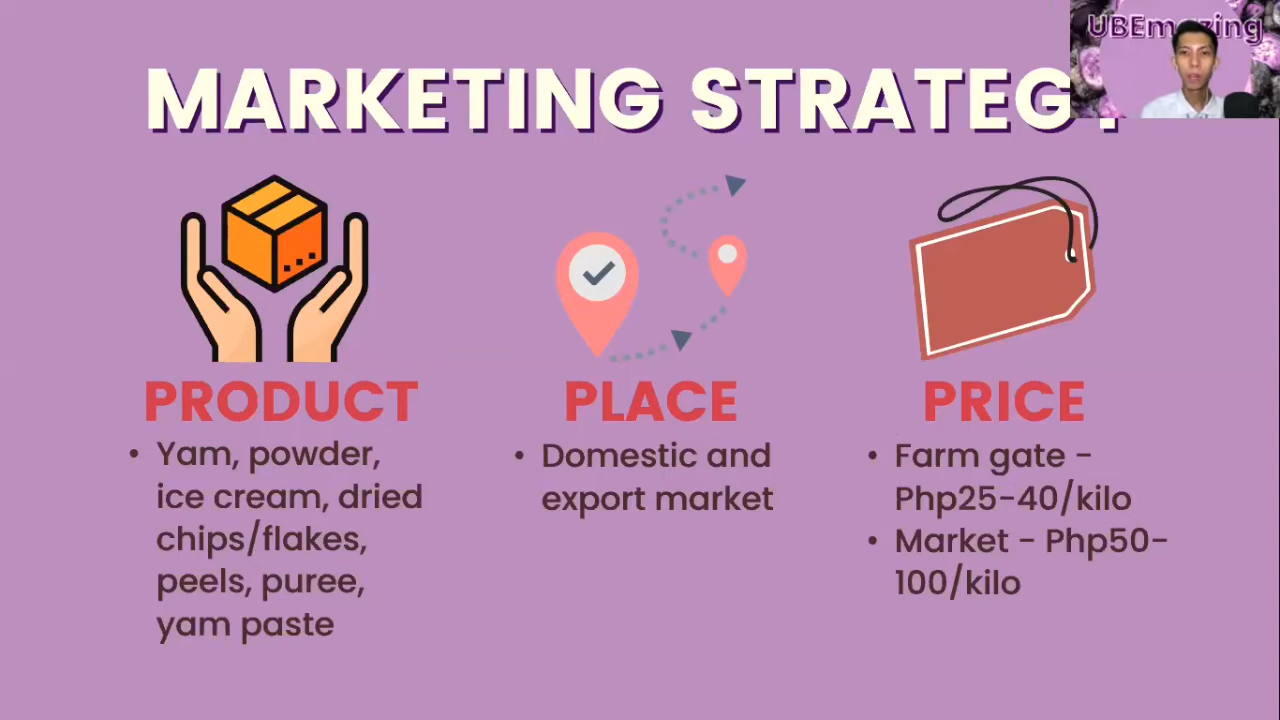 UBEmazing
MARKETING STRATEGY
PRODUCT
• Yam, powder,
ice cream, dried
chips/flakes,
peels, puree,
yam paste
PLACE
• Domestic and
export market
PRICE
• Farm gate -
Php25-40/kilo
• Market - Php50-
100/kilo